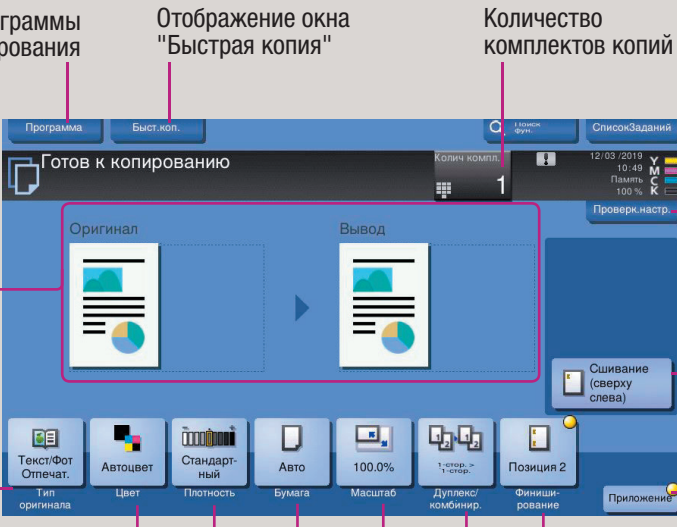 граммы
рования
Отображение окна
"Быстрая копия"
Количество
комплектов копий
Программа
Быст.коп.
Поиск
фун.
СписокЗаданий
Готов к копированию
Колич компл.
1
12/03 /2019
10:49
Память
100 %
Y
M
C
K
Проверк.настр.
Оригинал
Вывод
Сшивание
(сверху
слева)
Текст/Фот
Отпечат.
Автоцвет
Стандарт-
ный
Авто
100.0%
1-стор. >
1-стор.
Позиция 2
Тип
оригинала
Цвет
Плотность
Бумага
Масштаб
Дуплекс/
комбинир.
Финиши-
рование
Приложение